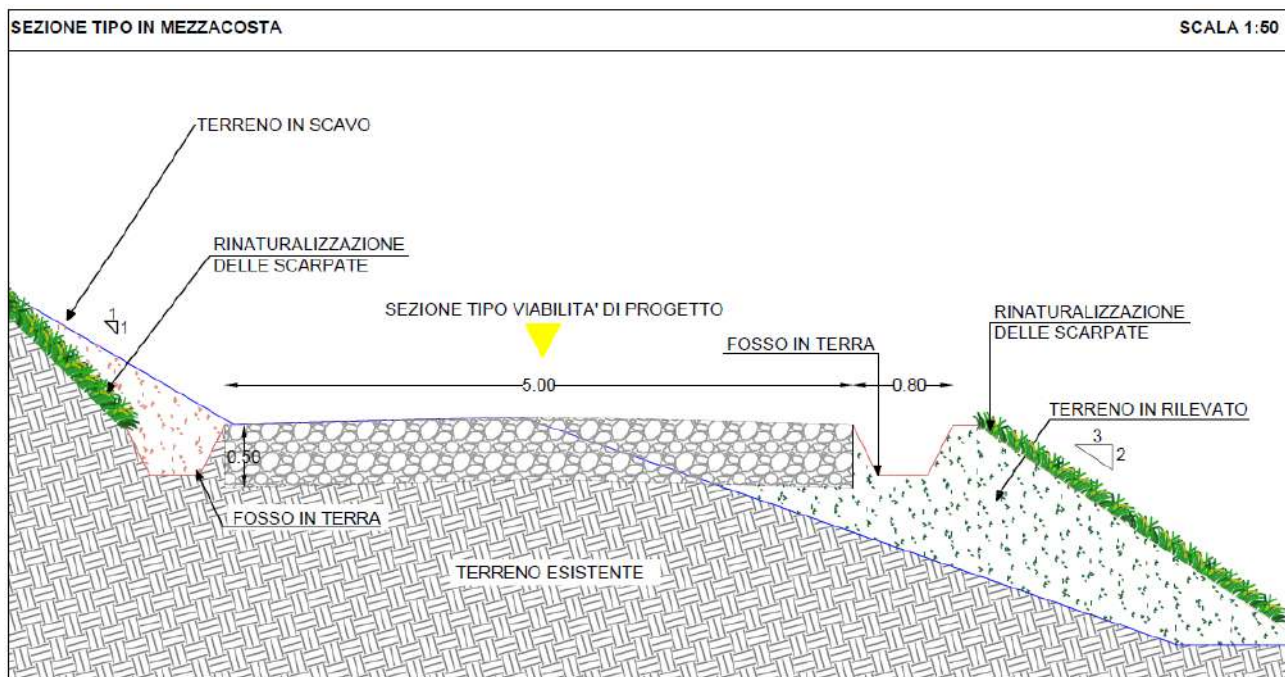 SEZIONE TIPO IN MEZZACOSTA
SCALA 1:50
TERRENO IN SCAVO
RINATURALIZZAZIONE
DELLE SCARPATE
1
1
SEZIONE TIPO VIABILITA' DI PROGETTO
RINATURALIZZAZIONE
DELLE SCARPATE
FOSSO IN TERRA
5.00
0.80
TERRENO IN RILEVATO
3
2
0.50
FOSSO IN TERRA
TERRENO ESISTENTE